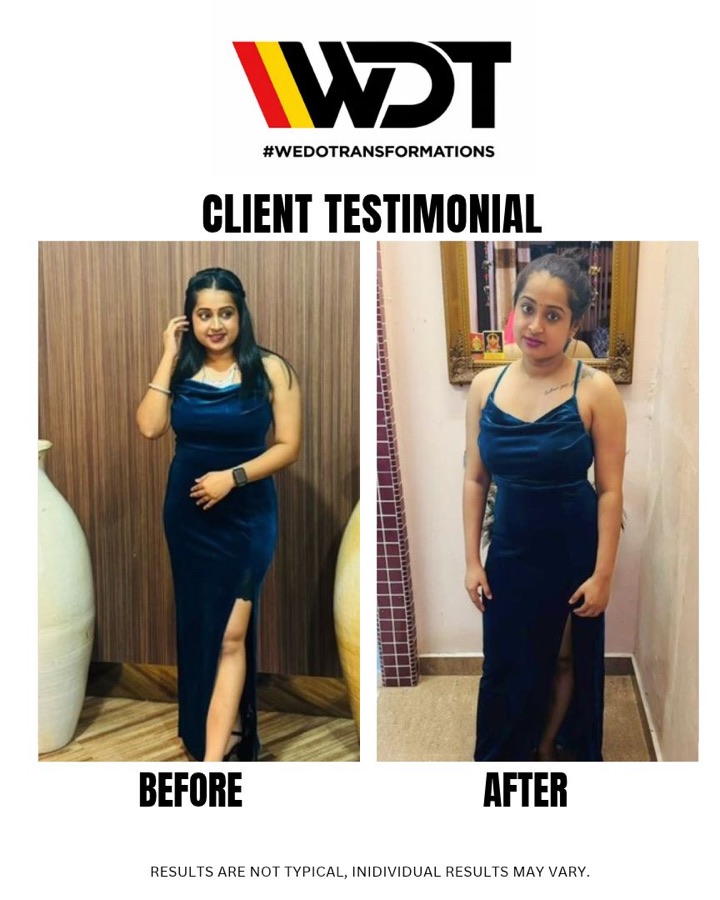 WDT
#WEDOTRANSFORMATIONS
CLIENT TESTIMONIAL
BEFORE
AFTER
RESULTS ARE NOT TYPICAL, INIDIVIDUAL RESULTS MAY VARY.